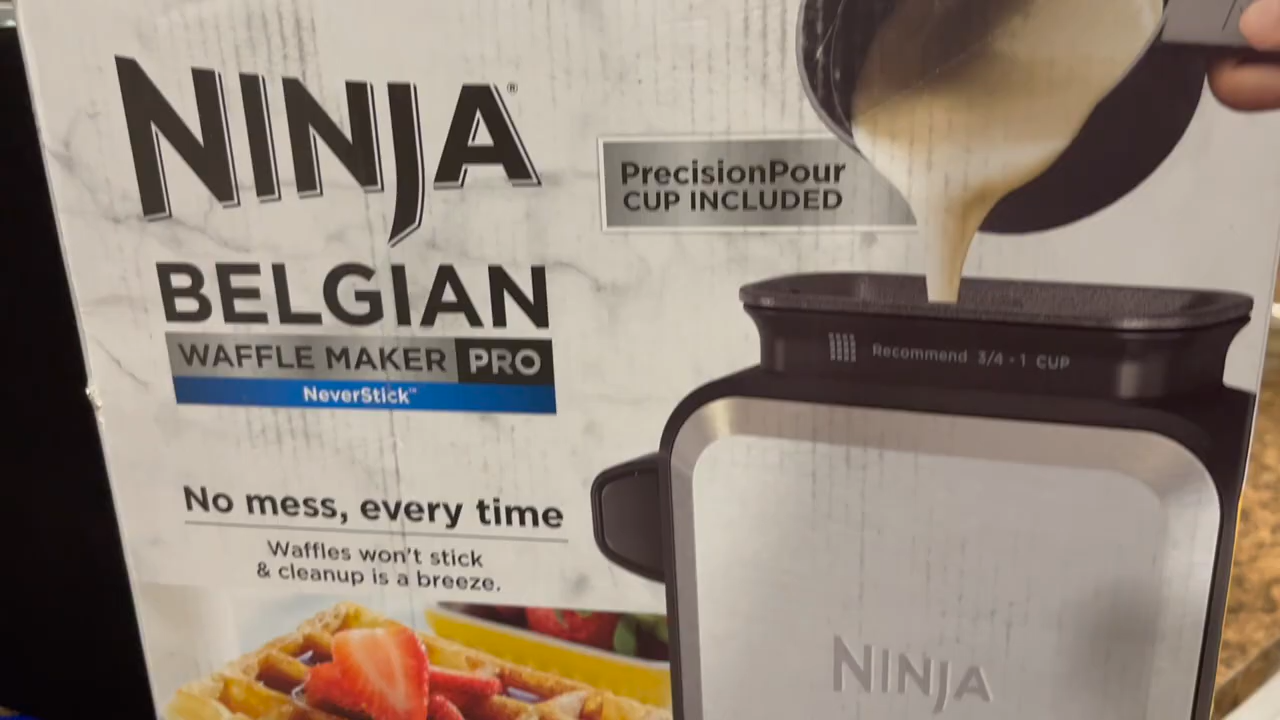 NINJA®
BELGIAN
WAFFLE MAKER PRO
NeverStick™
No mess, every time
Waffles won't stick
& cleanup is a breeze.
PrecisionPour
CUP INCLUDED
Recommend 3/4 - 1 CUP
NINJA